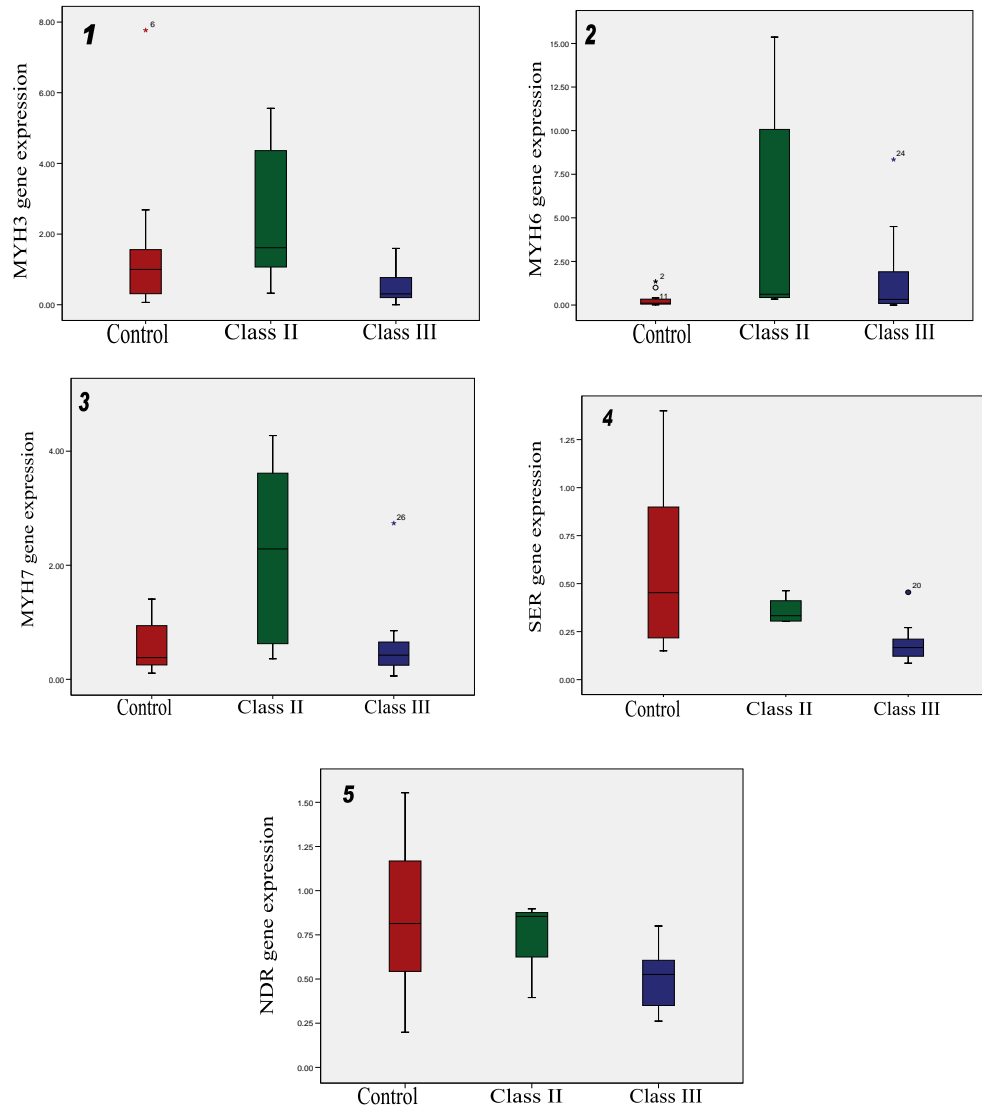 1
MYH3 gene expression
8.00
6.00
4.00
2.00
0.00
6
Control
Class II
Class III
2
MYH6 gene expression
15.00
12.50
10.00
7.50
5.00
2.50
0.00
2
11
24
Control
Class II
Class III
3
MYH7 gene expression
4.00
2.00
0.00
26
Control
Class II
Class III
4
SER gene expression
1.25
1.00
0.75
0.50
0.25
0.00
20
Control
Class II
Class III
5
NDR gene expression
1.50
1.25
1.00
0.75
0.50
0.25
0.00
Control
Class II
Class III